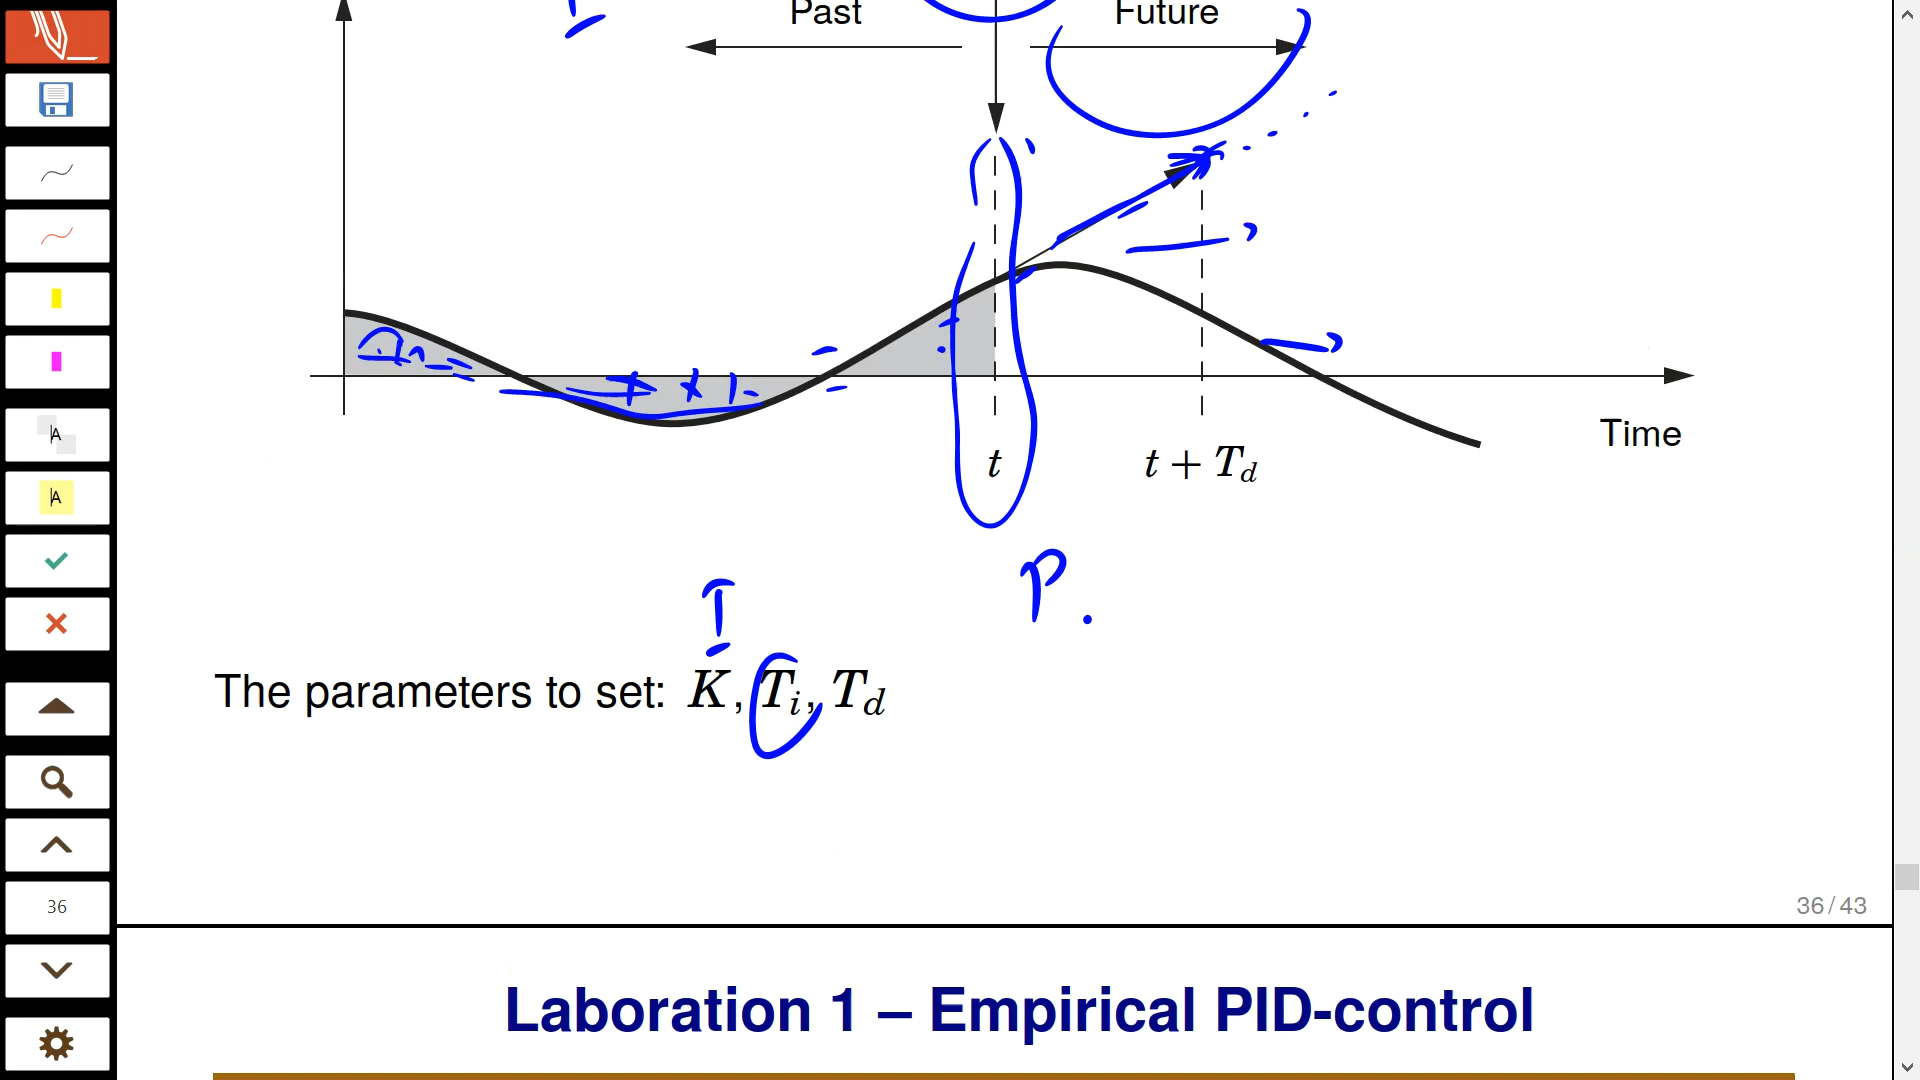 Past Future
t t + T_d
Time
I P.
The parameters to set: K, T_i, T_d
36
36/43
Laboration 1 – Empirical PID-control